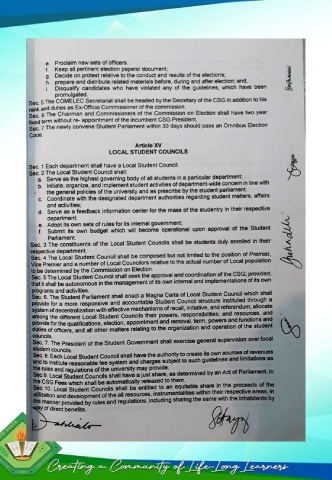 e. Proclaim new sets of officers.
f. Keep all pertinent election papers/ document;
g. Decide on protest relative to the conduct and results of the elections;
h. prepare and distribute related materials before, during and after election; and,
i. Disqualify candidates who have violated any of the guidelines, which have been
promulgated.
Sec. 5 The COMELEC Secretariat shall be headed by the Secretary of the CSG in addition to his
rank and duties as Ex-Officio Commissioner of the commission.
Sec. 6 The Chairman and Commissioners of the Commission on Election shall have two year
fixed term without re- appointment of the incumbent CSG President.
Sec. 7 The newly convene Student Parliament within 30 days should pass an Omnibus Election
Code.
Article XV
LOCAL STUDENT COUNCILS
Sec. 1 Each department shall have a Local Student Council.
Sec. 2 The Local Student Council shall:
a. Serve as the highest governing body of all students in a particular department;
b. Initiate, organize, and implement student activities of department-wide concern in line with
the general policies of the university and as prescribe by the student parliament.
c. Coordinate with the designated department authorities regarding student matters, affairs
and activities;
d. Serve as a feedback information center for the mass of the studentry in their respective
department;
e. Adopt its own sets of rules for its internal government;
f. Submit its own budget which will become operational upon approval of the Student
Parliament.
Sec. 3 The constituents of the Local Student Councils shall be students duly enrolled in their
respective department.
Sec. 4 The Local Student Council shall be composed but not limited to the position of Premier,
Vice Premier and a number of Local Councilors relative to the actual number of Local population
to be determined by the Commission on Election.
Sec. 5 The Local Student Council shall seek the approval and coordination of the CSG; provided,
that it shall be autonomous in the management of its own internal and implementations of its own
programs and activities.
Sec. 6. The Student Parliament shall enact a Magna Carta of Local Student Council which shall
provide for a more responsive and accountable Student Council structure instituted through a
system of decentralization with effective mechanisms of recall, initiative, and referendum, allocate
among the different Local Student Councils their powers, responsibilities, and resources, and
provide for the qualifications, election, appointment and removal, term, powers and functions and
duties of officers, and all other matters relating to the organization and operation of the student
councils
Sec. 7. The President of the Student Government shall exercise general supervision over local
student councils.
Sec. 8. Each Local Student Council shall have the authority to create its own sources of revenues
and to institute reasonable fee system and charges subject to such guidelines and limitations as
the rules and regulations of the university may provide.
Sec. 9. Local Student Councils shall have a just share, as determined by an Act of Parliament, in
the CSG Fees which shall be automatically released to them.
Sec. 10. Local Student Councils shall be entitled to an equitable share in the proceeds of the
utilization and development of the all resources, instrumentalities within their respective areas, in
the manner provided by rules and regulations, including sharing the same with the inhabitants by
way of direct benefits.
Creating a Community of Life-Long Learners